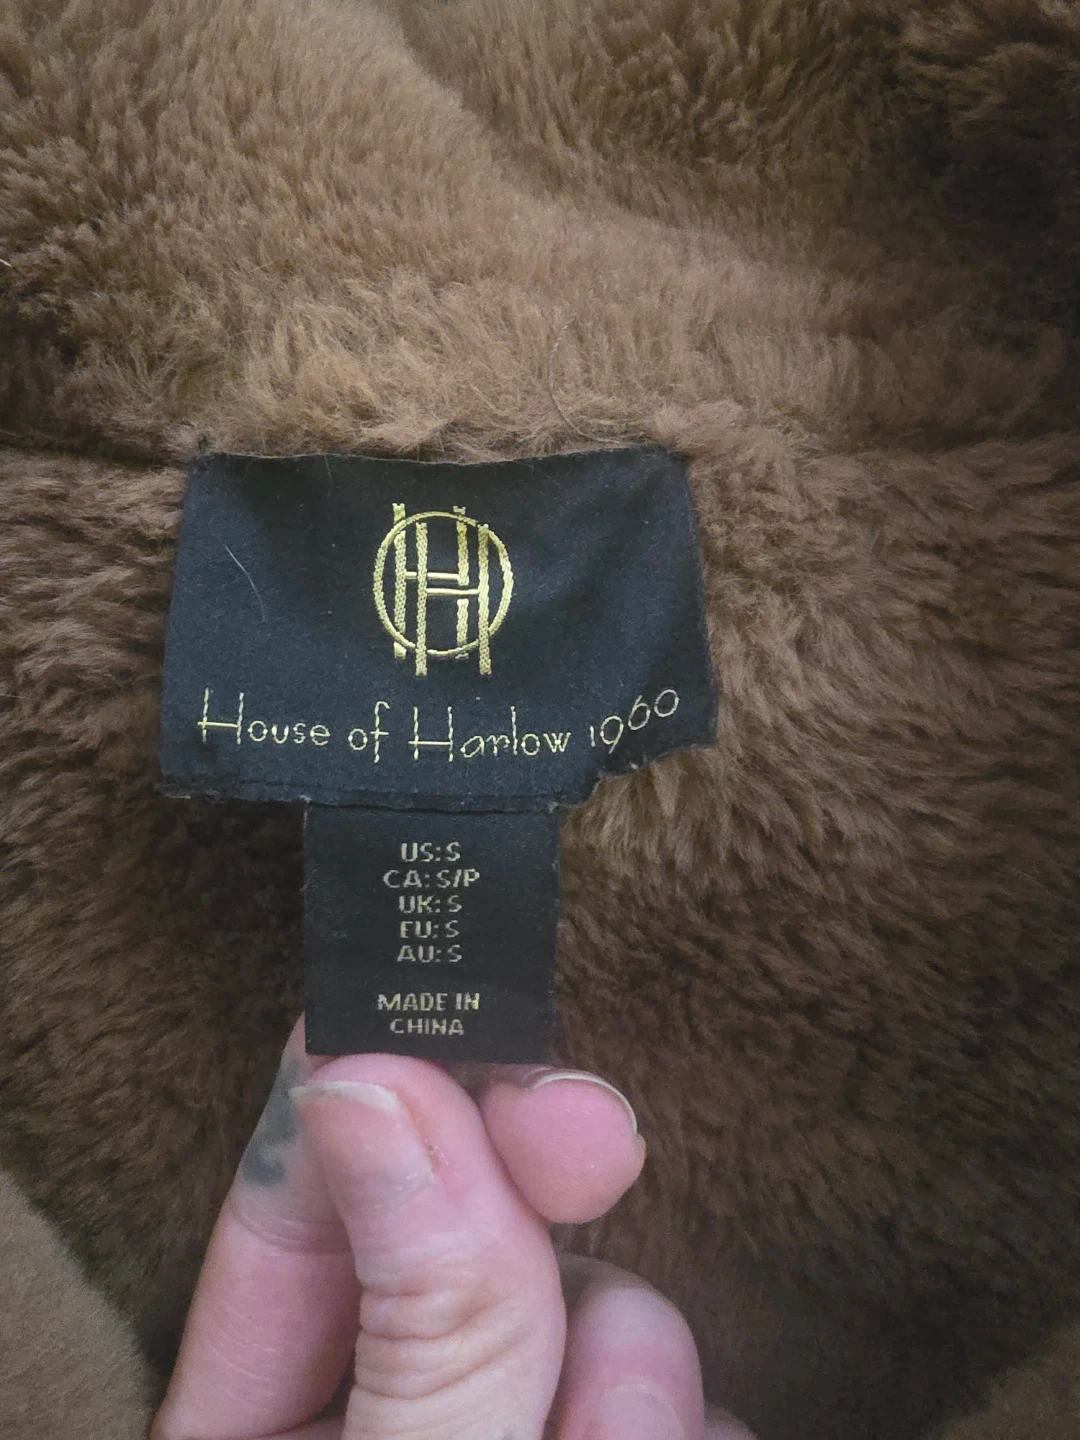 H
House of Harlow 1960
US: S
CA: S/P
UK: S
EU: S
AU: S
MADE IN
CHINA